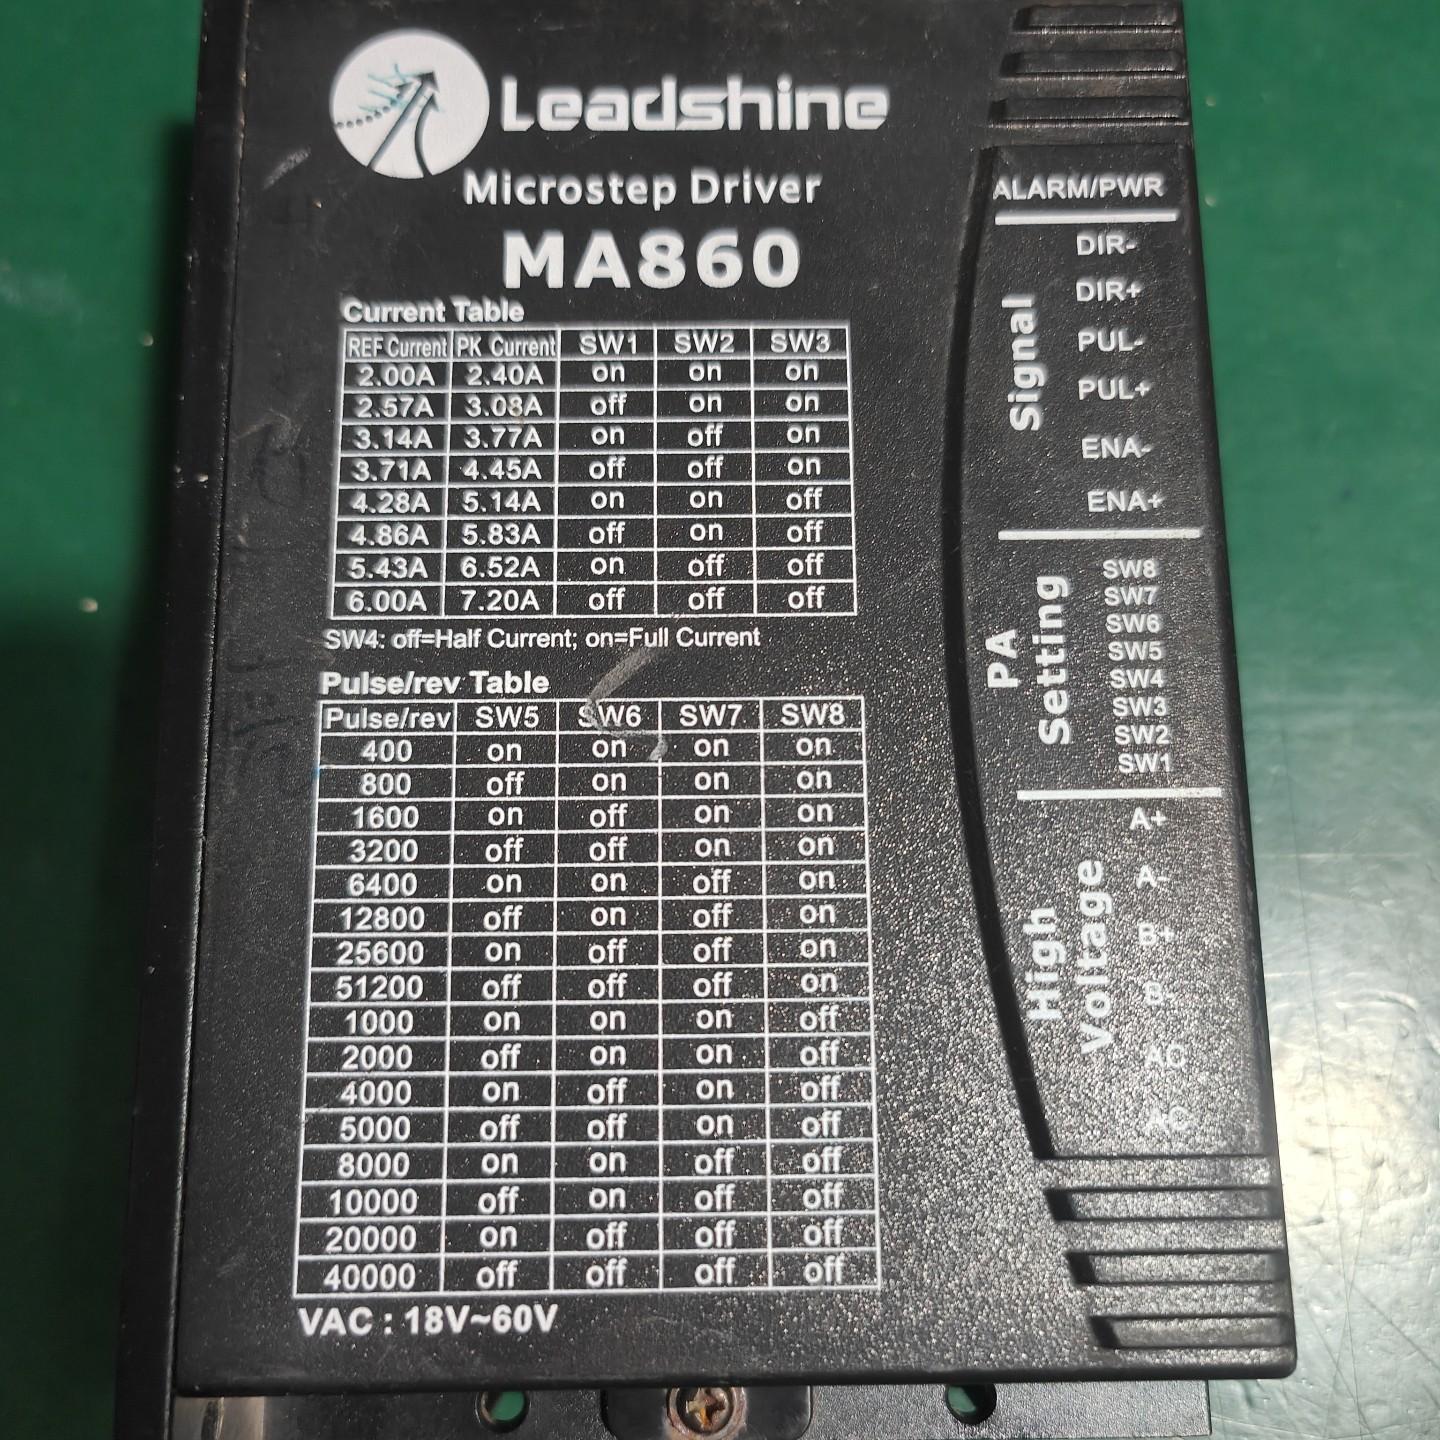 Leadshine
Microstep Driver
MA860
Current Table
REF Current PK Current SW1 SW2 SW3
2.00A 2.40A on on on
2.57A 3.08A off on on
3.14A 3.77A on off on
3.71A 4.45A off off on
4.28A 5.14A on on off
4.86A 5.83A off on off
5.43A 6.52A on off off
6.00A 7.20A off off off
SW4: off=Half Current; on=Full Current
Pulse/rev Table
Pulse/rev SW5 SW6 SW7 SW8
400 on on on on
800 off on on on
1600 on off on on
3200 off off on on
6400 on on off on
12800 off on off on
25600 on off off on
51200 off off off on
1000 on on on off
2000 off on on off
4000 on off on off
5000 off off on off
8000 on on off off
10000 off on off off
20000 on off off off
40000 off off off off
VAC : 18V~60V
ALARM/PWR
Signal
DIR-
DIR+
PUL-
PUL+
ENA-
ENA+
PA
Setting
SW8
SW7
SW6
SW5
SW4
SW3
SW2
SW1
High
Voltage
A+
A-
B+
B-
AC
AC